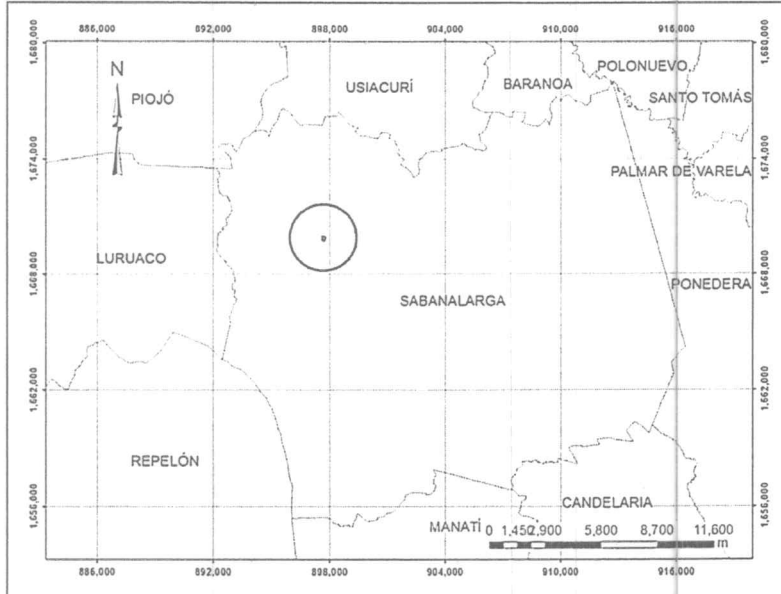 886,000 892,000 898,000 904,000 910,000 916,000
1,680,000 1,680,000
N
POLONUEVO
USIACURÍ BARANOA
PIOJÓ SANTO TOMÁS
1,674,000 1,674,000
PALMAR DE VARELA
LURUACO
1,668,000 1,668,000
PONEDERA
SABANALARGA
1,662,000 1,662,000
REPELÓN
CANDELARIA
1,656,000 1,656,000
MANATÍ 0 1,450 2,900 5,800 8,700 11,600
m
886,000 892,000 898,000 904,000 910,000 916,000